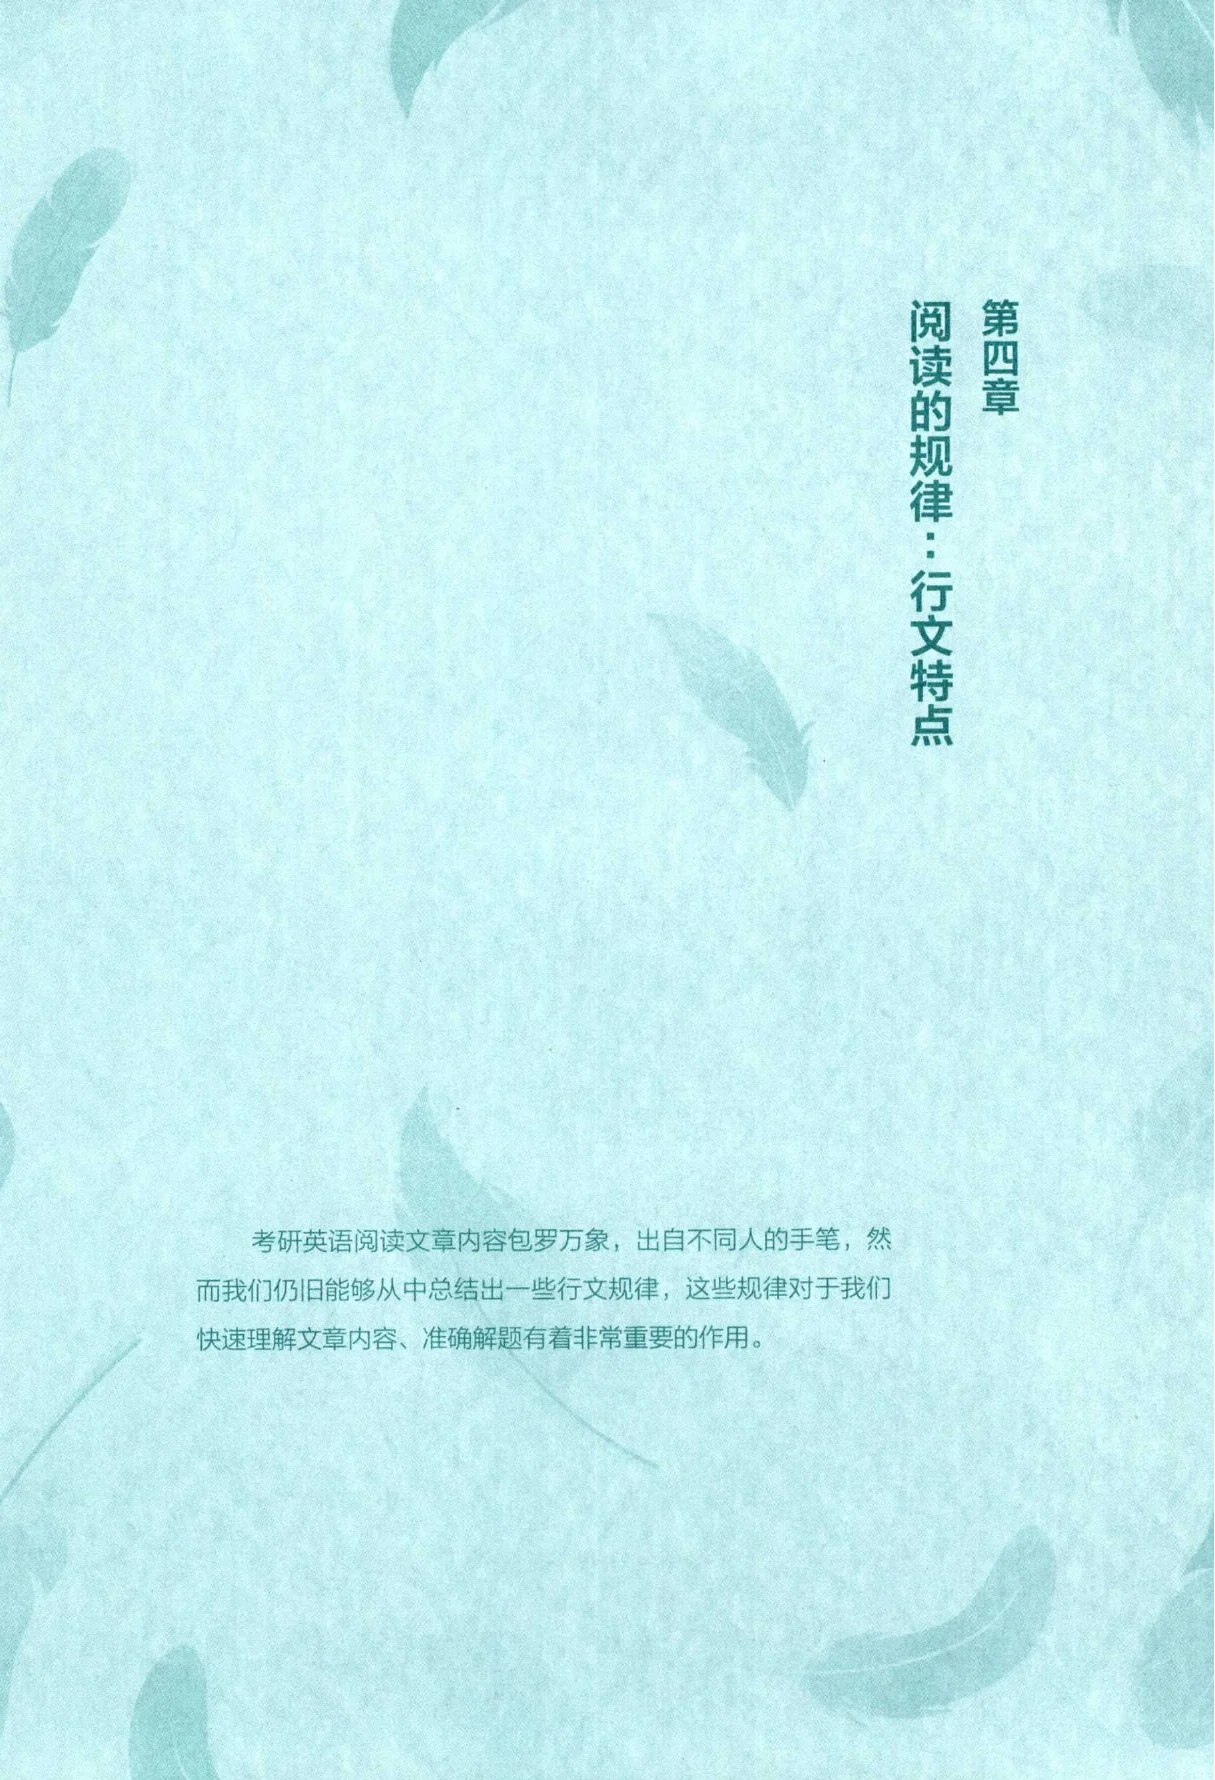 第四章
阅读的规律：行文特点
考研英语阅读文章内容包罗万象，出自不同人的手笔，然
而我们仍旧能够从中总结出一些行文规律，这些规律对于我们
快速理解文章内容、准确解题有着非常重要的作用。